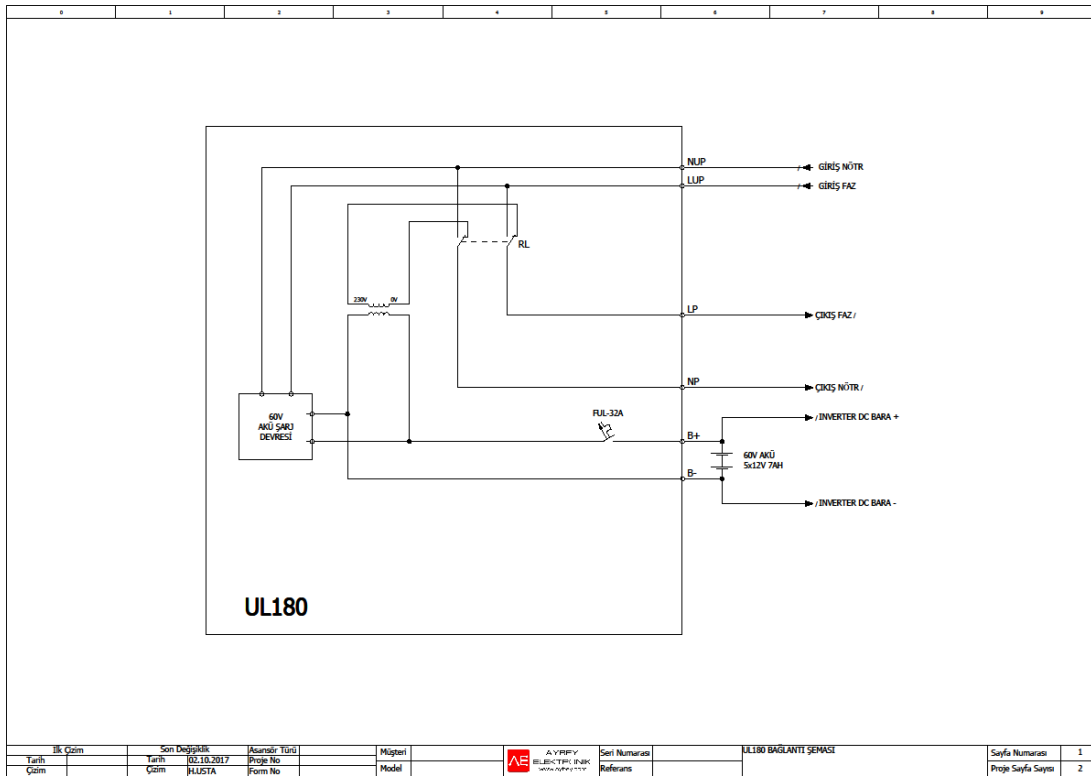 0 1 2 3 4 5 6 7 8 9
NUP
GİRİŞ NÖTR
LUP
GİRİŞ FAZ
RL
230V 0V
LP
ÇIKIŞ FAZ /
NP
ÇIKIŞ NÖTR /
60V
AKÜ ŞARJ
DEVRESİ
FUL-32A
/ INVERTER DC BARA +
B+
60V AKÜ
5x12V 7AH
B-
/ INVERTER DC BARA -
UL180
İlk Çizim
Son Değişiklik
Asansör Türü
Müşteri
AYBEY
ELEKTRONİK
Seri Numarası
UL180 BAĞLANTI ŞEMASI
Sayfa Numarası 1
Tarih
Tarih 02.10.2017
Proje No
Çizim
Çizim H.USTA
Form No
Model
AE
Referans
Proje Sayfa Sayısı 2